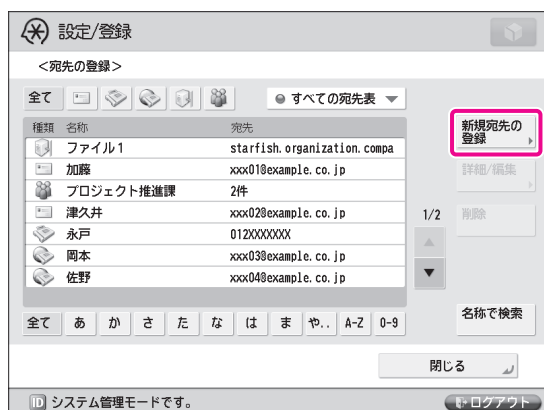 設定/登録
<宛先の登録>
全て
すべての宛先表
種類 名称 宛先
ファイル1 starfish.organization.compa
加藤 xxx01@example.co.jp
プロジェクト推進課 2件
津久井 xxx02@example.co.jp
永戸 012XXXXXXX
岡本 xxx03@example.co.jp
佐野 xxx04@example.co.jp
1/2
新規宛先の
登録
詳細/編集
削除
名称で検索
全て あ か さ た な は ま や.. A-Z 0-9
閉じる
ID システム管理モードです。
ログアウト